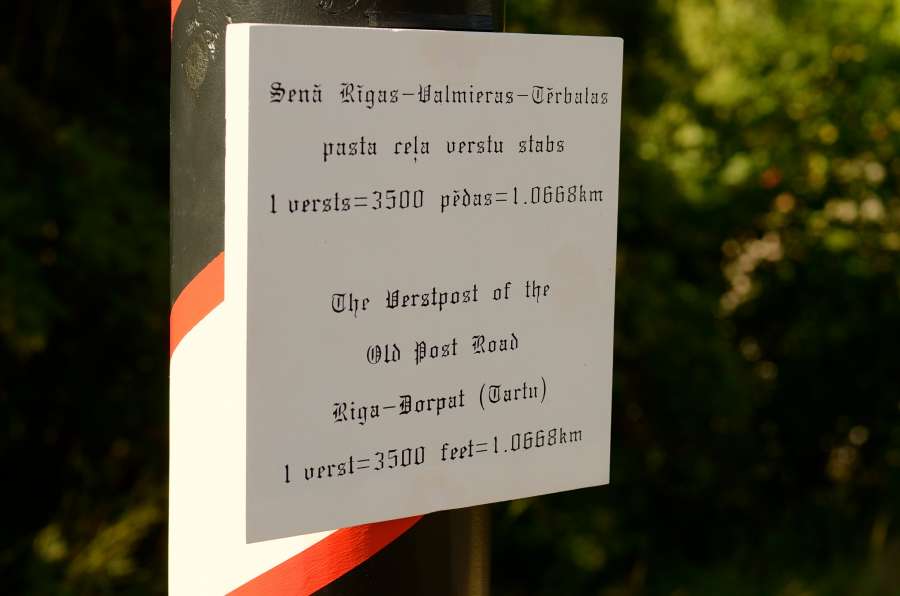 Senā Rīgas-Valmieras-Tērbatas
pasta ceļa verstu stabs
1 versts=3500 pēdas=1.0668km
The Verstpost of the
Old Post Road
Riga-Dorpat (Tartu)
1 verst=3500 feet=1.0668km